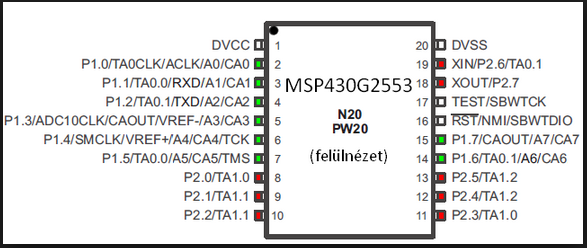 DVCC 1 20 DVSS
P1.0/TA0CLK/ACLK/A0/CA0 2 19 XIN/P2.6/TA0.1
P1.1/TA0.0/RXD/A1/CA1 3 MSP430G2553 18 XOUT/P2.7
P1.2/TA0.1/TXD/A2/CA2 4 17 TEST/SBWTCK
P1.3/ADC10CLK/CAOUT/VREF-/A3/CA3 5 N20 16 RST/NMI/SBWTDIO
P1.4/SMCLK/VREF+/A4/CA4/TCK 6 PW20 15 P1.7/CAOUT/A7/CA7
P1.5/TA0.0/A5/CA5/TMS 7 (felülnézet) 14 P1.6/TA0.1/A6/CA6
P2.0/TA1.0 8 13 P2.5/TA1.2
P2.1/TA1.1 9 12 P2.4/TA1.2
P2.2/TA1.1 10 11 P2.3/TA1.0